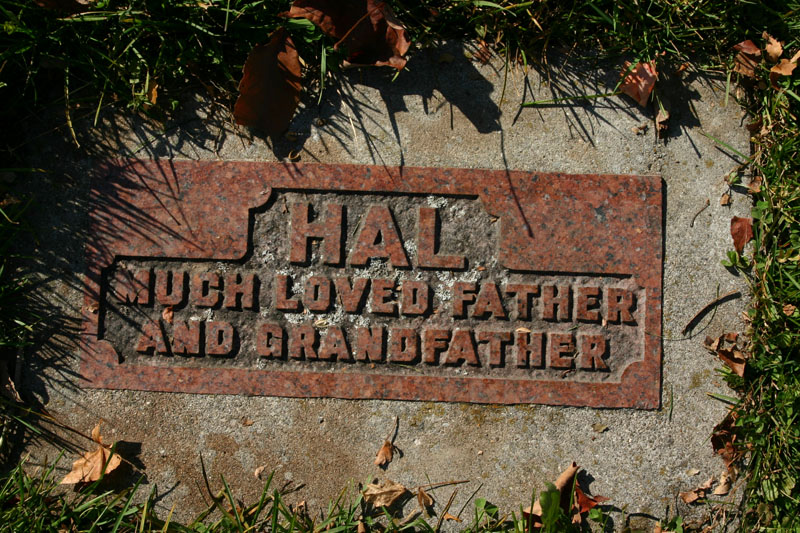 HAL
MUCH LOVED FATHER
AND GRANDFATHER